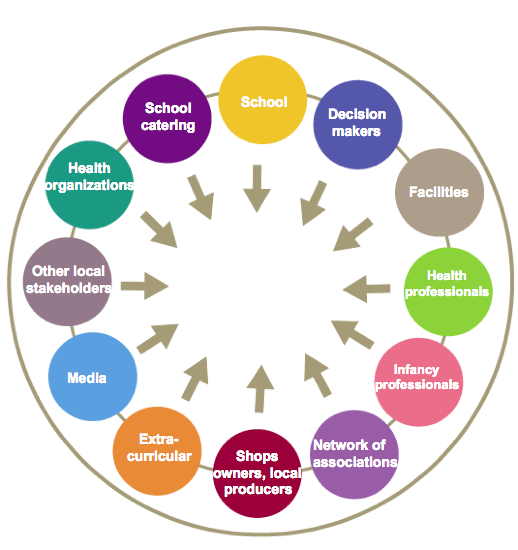 School
Decision
makers
Facilities
Health
professionals
Infancy
professionals
Network of
associations
Shops
owners, local
producers
Extra-
curricular
Media
Other local
stakeholders
Health
organizations
School
catering